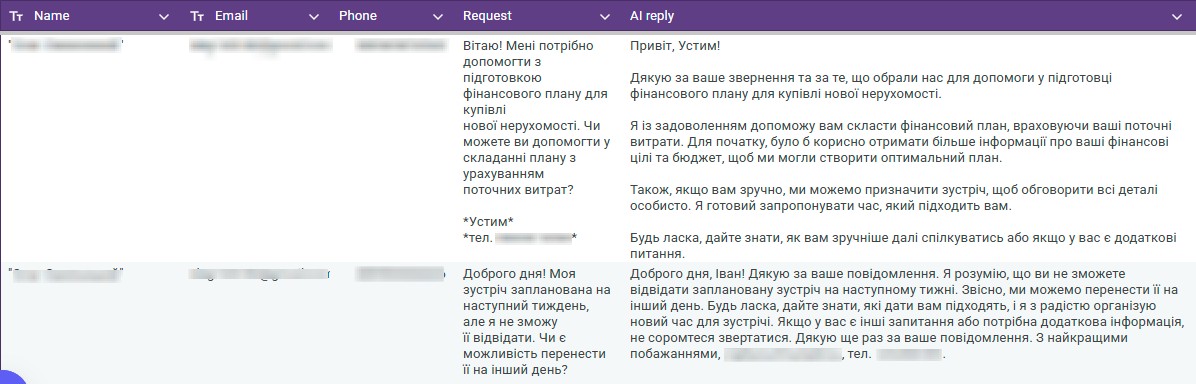 Name
Email
Phone
Request
AI reply
Вітаю! Мені потрібно
допомогти з
підготовкою
фінансового плану для
купівлі
нової нерухомості. Чи
можете ви допомогти у
складанні плану з
урахуванням
поточних витрат?
*Устим*
*тел. *
Привіт, Устим!
Дякую за ваше звернення та за те, що обрали нас для допомоги у підготовці
фінансового плану для купівлі нової нерухомості.
Я із задоволенням допоможу вам скласти фінансовий план, враховуючи ваші поточні
витрати. Для початку, було б корисно отримати більше інформації про ваші фінансові
цілі та бюджет, щоб ми могли створити оптимальний план.
Також, якщо вам зручно, ми можемо призначити зустріч, щоб обговорити всі деталі
особисто. Я готовий запропонувати час, який підходить вам.
Будь ласка, дайте знати, як вам зручніше далі спілкуватись або якщо у вас є додаткові
питання.
Доброго дня! Моя
зустріч запланована на
наступний тиждень,
але я не зможу
її відвідати. Чи є
можливість перенести
її на інший день?
Доброго дня, Іван! Дякую за ваше повідомлення. Я розумію, що ви не зможете
відвідати заплановану зустріч на наступному тижні. Звісно, ми можемо перенести її на
інший день. Будь ласка, дайте знати, які дати вам підходять, і я з радістю організую
новий час для зустрічі. Якщо у вас є інші запитання або потрібна додаткова інформація,
не соромтеся звертатися. Дякую ще раз за ваше повідомлення. З найкращими
побажаннями, , тел. .